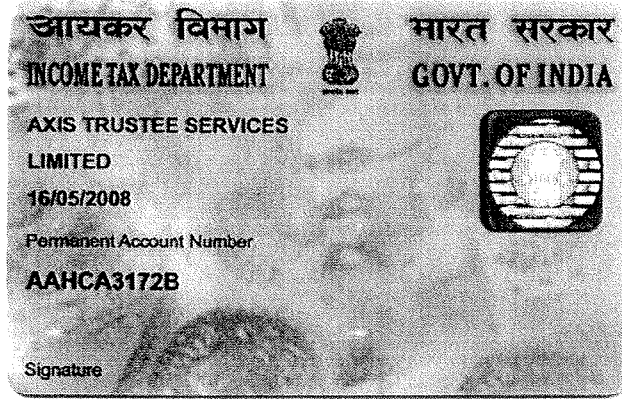 आयकर विभाग
INCOME TAX DEPARTMENT
भारत सरकार
GOVT. OF INDIA
AXIS TRUSTEE SERVICES
LIMITED
16/05/2008
Permanent Account Number
AAHCA3172B
Signature